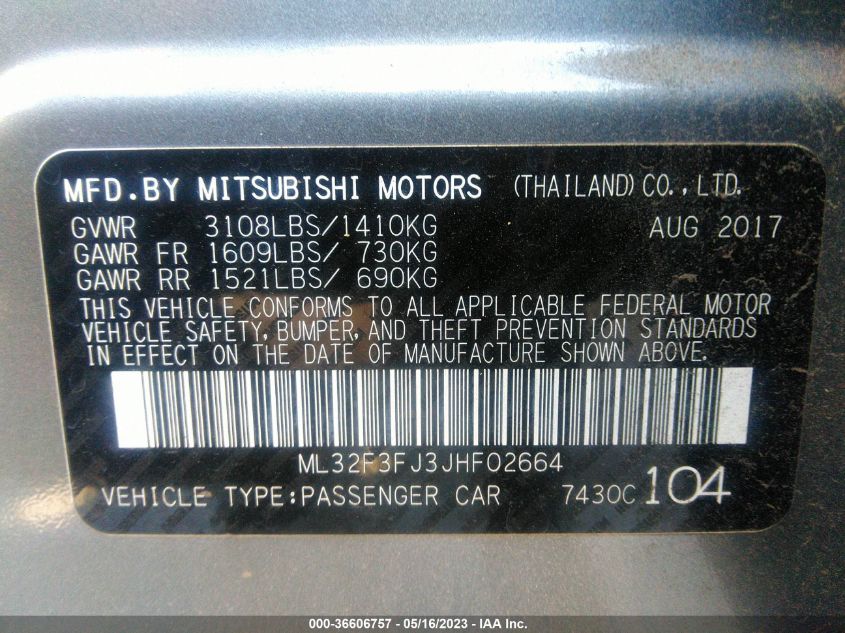 MFD.BY MITSUBISHI MOTORS (THAILAND) CO.,LTD.
GVWR 3108LBS/1410KG AUG 2017
GAWR FR 1609LBS/ 730KG
GAWR RR 1521LBS/ 690KG
THIS VEHICLE CONFORMS TO ALL APPLICABLE FEDERAL MOTOR
VEHICLE SAFETY, BUMPER, AND THEFT PREVENTION STANDARDS
IN EFFECT ON THE DATE OF MANUFACTURE SHOWN ABOVE.
ML32F3FJ3JHF02664
VEHICLE TYPE:PASSENGER CAR 7430C 104
000-36606757 - 05/16/2023 - IAA Inc.